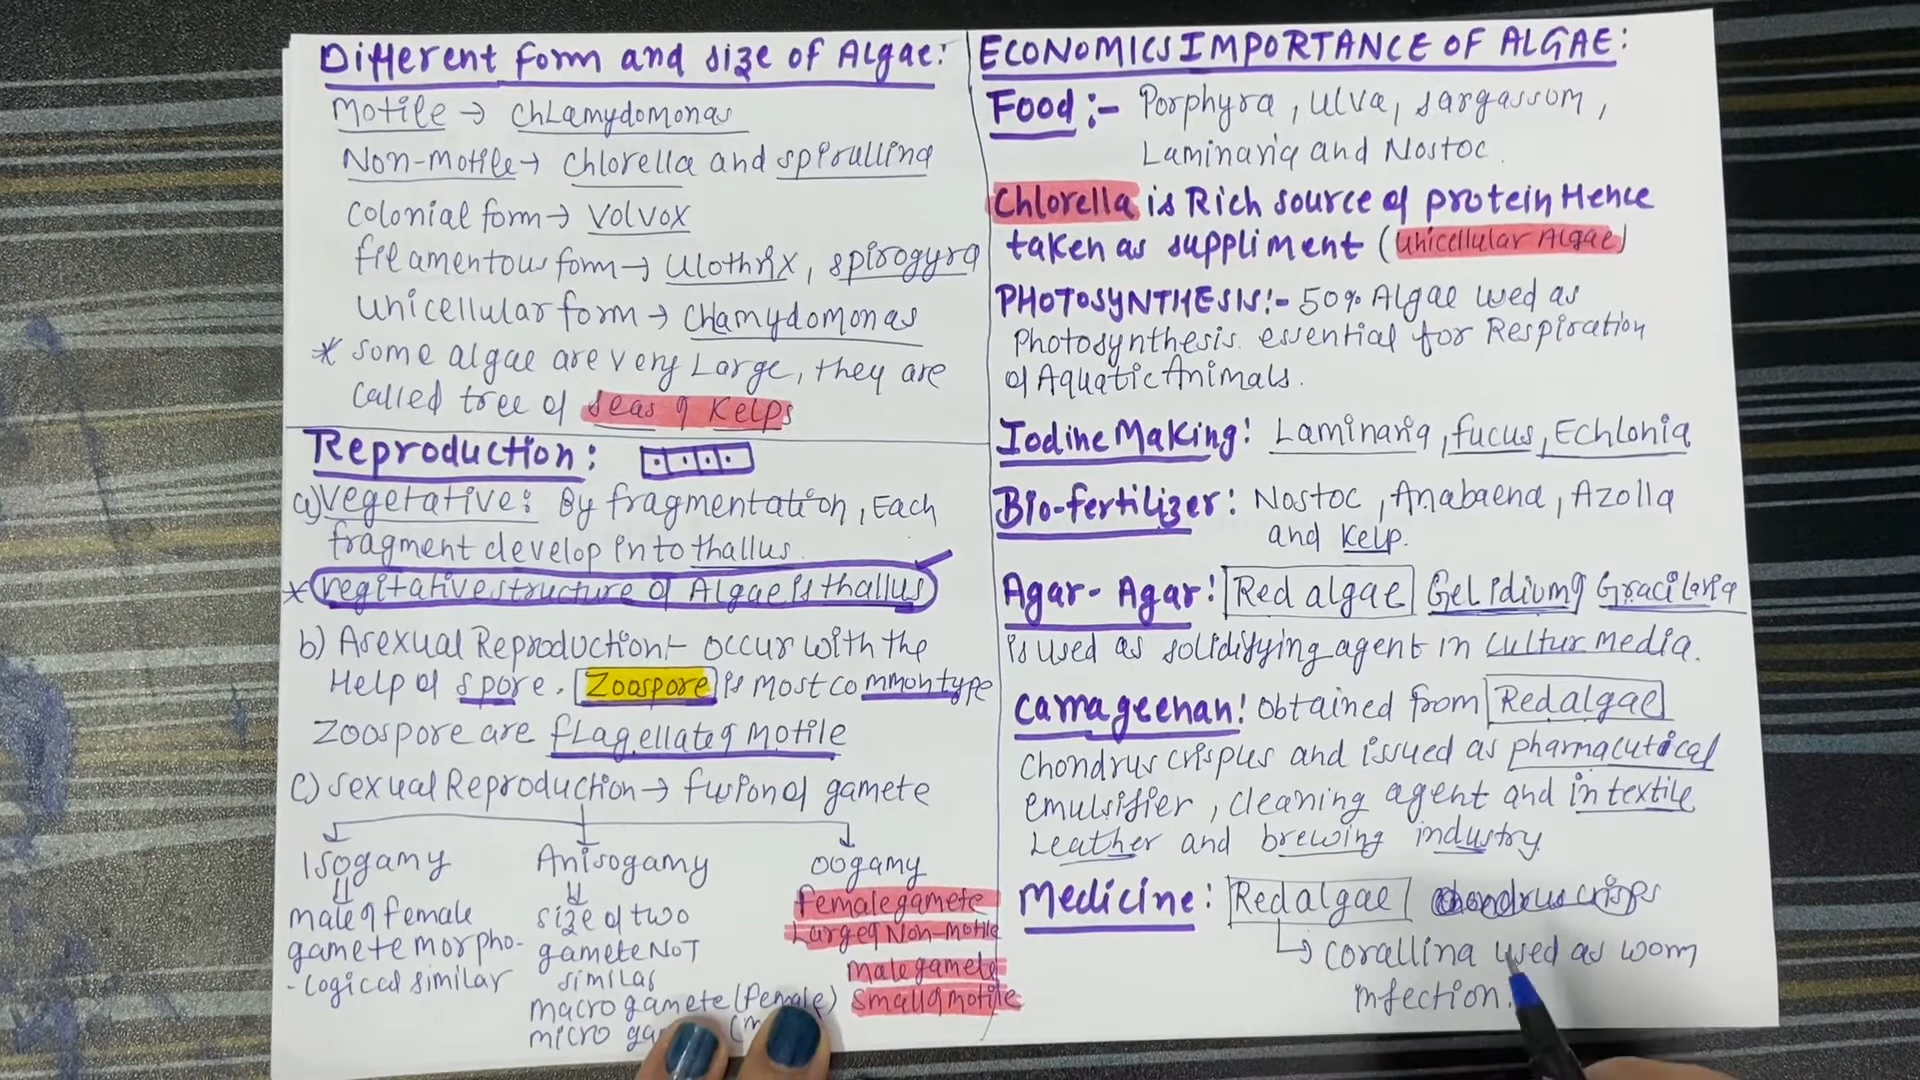 Different form and size of Algae:
Motile → Chlamydomonas
Non-motile → Chlorella and spirullina
Colonial form → Volvox
filamentous form → Ulothrix, spirogyra
Unicellular form → Chamydomonas
* Some algae are very Large, they are
Called tree of Seas & Kelps
Reproduction:
a) Vegetative: By fragmentation, Each
fragment develop into thallus.
* Vegitative structure of Algae is thallus
b) Asexual Reproduction:- occur with the
Help of spore. Zoospore is most common type
Zoospore are flagellate & motile
C) Sexual Reproduction → fusion of gamete
Isogamy
male & female
gamete morpho-
-logical similar
Anisogamy
size of two
gamete NoT
similar
macro gamete (female)
micro
oogamy
Female gamete
Large & Non-motile
male gamete
small & motile
ECONOMICS IMPORTANCE OF ALGAE:
Food:- Porphyra, Ulva, sargassum,
Laminaria and Nostoc.
Chlorella is Rich source of protein Hence
taken as suppliment (Unicellular Algae)
PHOTOSYNTHESIS:- 50% Algae used as
Photosynthesis. essential for Respiration
of Aquatic Animals.
Iodine Making: Laminaria, fucus, Echlonia
Bio-fertilizer: Nostoc, Anabaena, Azolla
and Kelp.
Agar-Agar: Red algae Gelidium & Gracilaria
is used as solidifying agent in cultur media.
Carrageenan: obtained from Red algae
Chondrus crispus and issued as pharmacutical
emulsifier, cleaning agent and in textile
Leather and brewing industry
Medicine: Red algae
Corallina used as worm
infection.